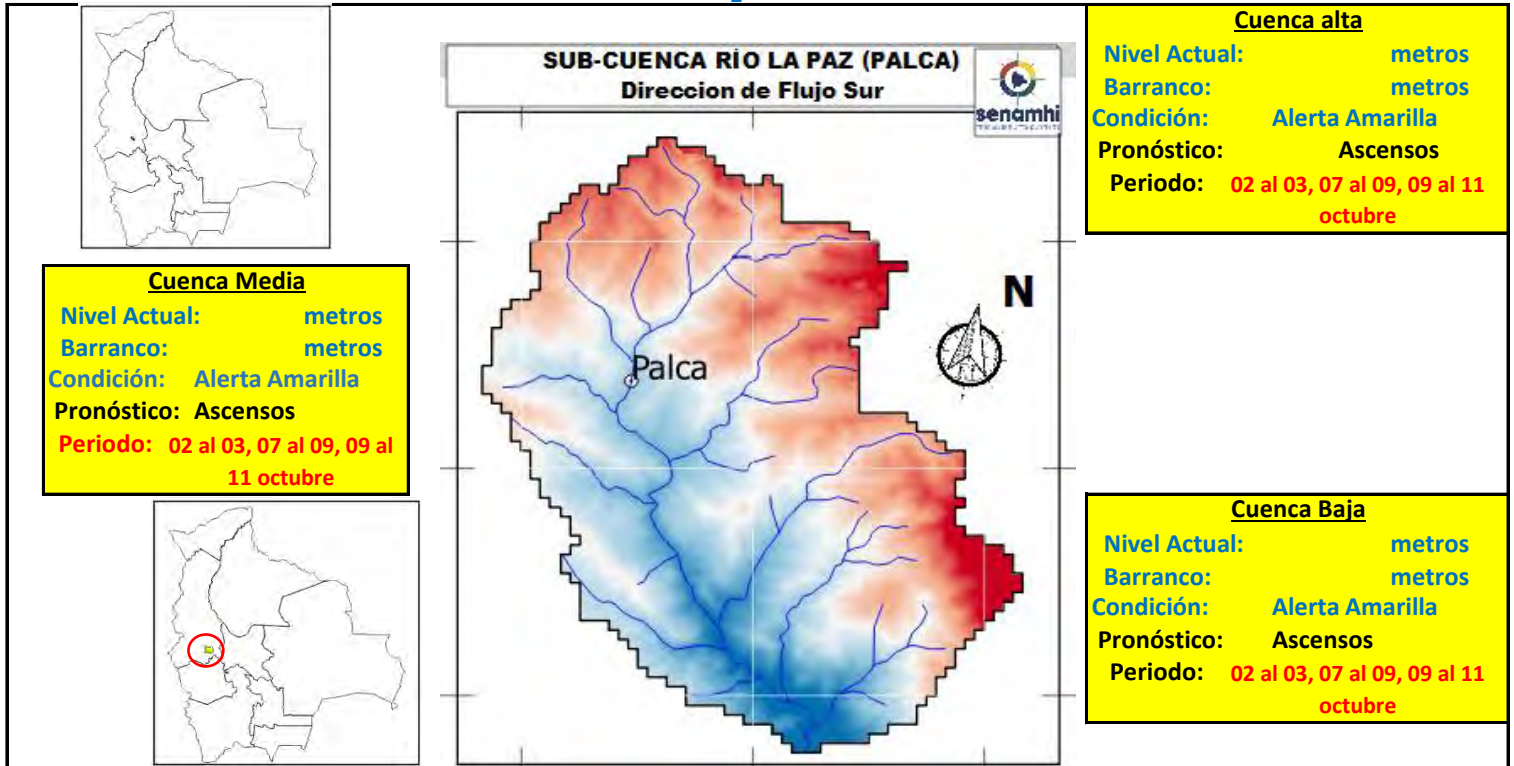 SUB-CUENCA RÍO LA PAZ (PALCA)
Direccion de Flujo Sur
senamhi
Cuenca alta
Nivel Actual: metros
Barranco: metros
Condición: Alerta Amarilla
Pronóstico: Ascensos
Periodo: 02 al 03, 07 al 09, 09 al 11
octubre
Cuenca Media
Nivel Actual: metros
Barranco: metros
Condición: Alerta Amarilla
Pronóstico: Ascensos
Periodo: 02 al 03, 07 al 09, 09 al
11 octubre
N
Palca
Cuenca Baja
Nivel Actual: metros
Barranco: metros
Condición: Alerta Amarilla
Pronóstico: Ascensos
Periodo: 02 al 03, 07 al 09, 09 al 11
octubre